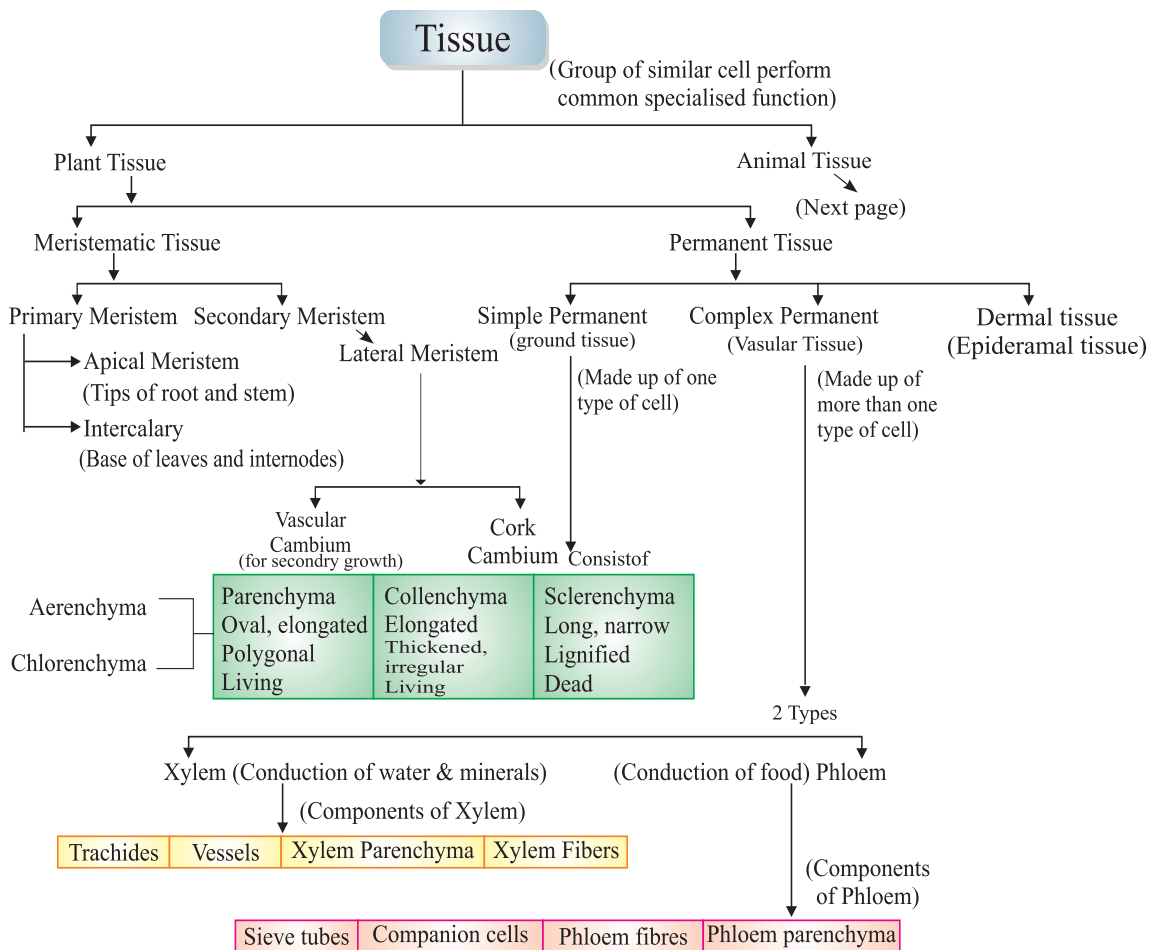 Tissue
(Group of similar cell perform
common specialised function)
Plant Tissue
Animal Tissue
(Next page)
Meristematic Tissue
Permanent Tissue
Primary Meristem
Secondary Meristem
Simple Permanent
(ground tissue)
Complex Permanent
(Vasular Tissue)
Dermal tissue
(Epideramal tissue)
Lateral Meristem
Apical Meristem
(Tips of root and stem)
Intercalary
(Base of leaves and internodes)
(Made up of one
type of cell)
(Made up of
more than one
type of cell)
Vascular
Cambium
(for secondry growth)
Cork
Cambium
Consistof
Aerenchyma
Chlorenchyma
Parenchyma
Oval, elongated
Polygonal
Living
Collenchyma
Elongated
Thickened,
irregular
Living
Sclerenchyma
Long, narrow
Lignified
Dead
2 Types
Xylem (Conduction of water & minerals)
(Conduction of food) Phloem
(Components of Xylem)
Trachides
Vessels
Xylem Parenchyma
Xylem Fibers
(Components
of Phloem)
Sieve tubes
Companion cells
Phloem fibres
Phloem parenchyma